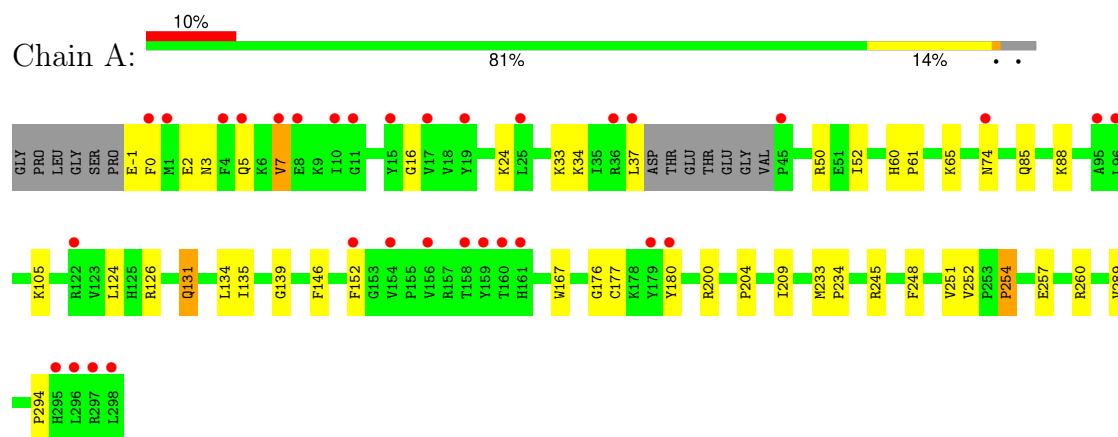 10%
Chain A:
81% 14% • •
GLY PRO LEU GLY SER PRO E-1 F0 M1 E2 N3 F4 Q5 K6 V7 E8 K9 I10 G11 Y15 G16 V17 V18 Y19 K24 L25 K33 K34 I35 R36 L37 ASP THR GLU THR GLU GLU GLY VAL P45 R50 E51 I52 H60 P61 K65 N74 Q85 K88 A95 L96
K105 R122 V123 L124 H125 R126 Q131 L134 I135 G139 F146 F152 G153 V154 P155 V156 R157 T158 Y159 T160 H161 W167 G176 C177 K178 Y179 Y180 R200 P204 I209 M233 P234 R245 F248 V251 V252 P253 P254 E257 R260 V289
P294 H295 L296 R297 L298